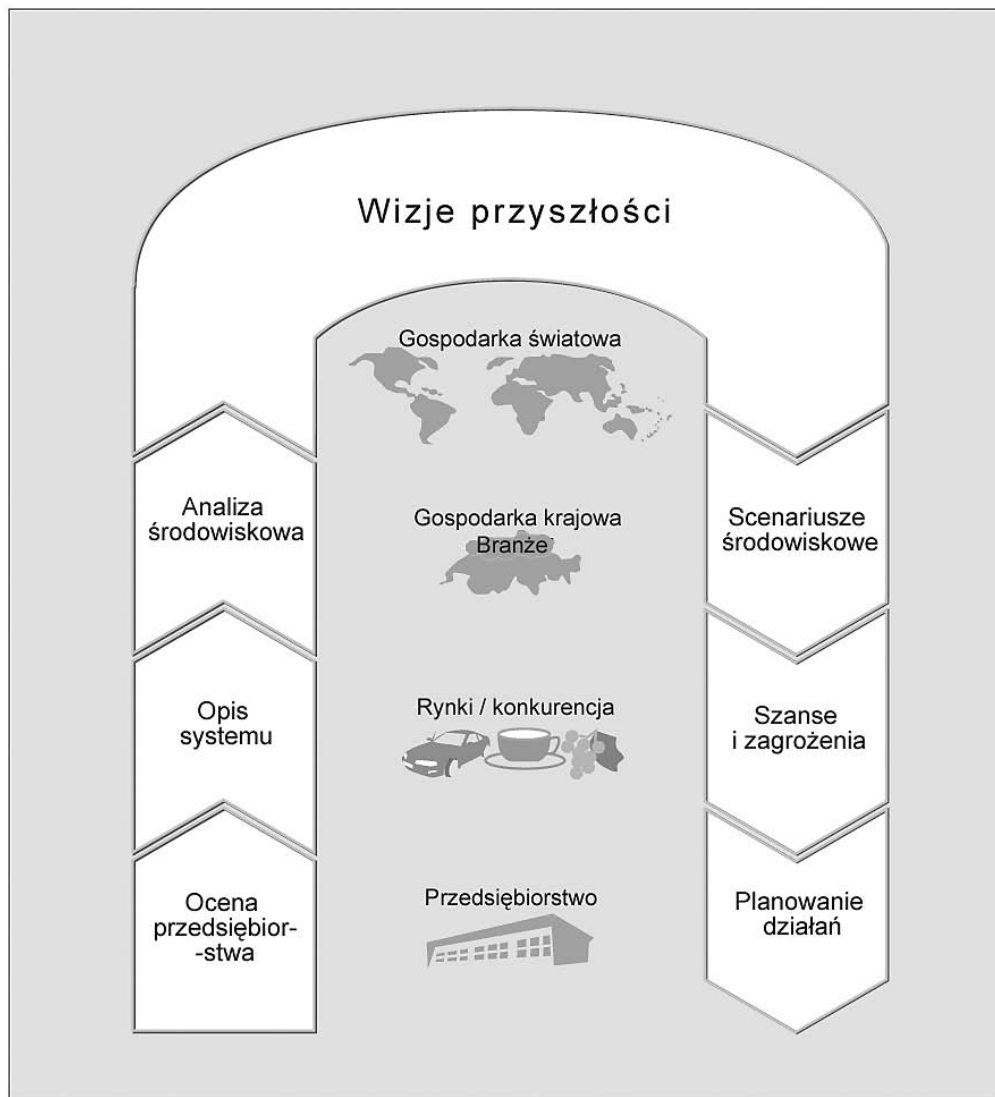 Wizje przyszłości
Gospodarka światowa
Analiza
środowiskowa
Gospodarka krajowa
Branże
Scenariusze
środowiskowe
Opis
systemu
Rynki / konkurencja
Szanse
i zagrożenia
Ocena
przedsiębior-
-stwa
Przedsiębiorstwo
Planowanie
działań